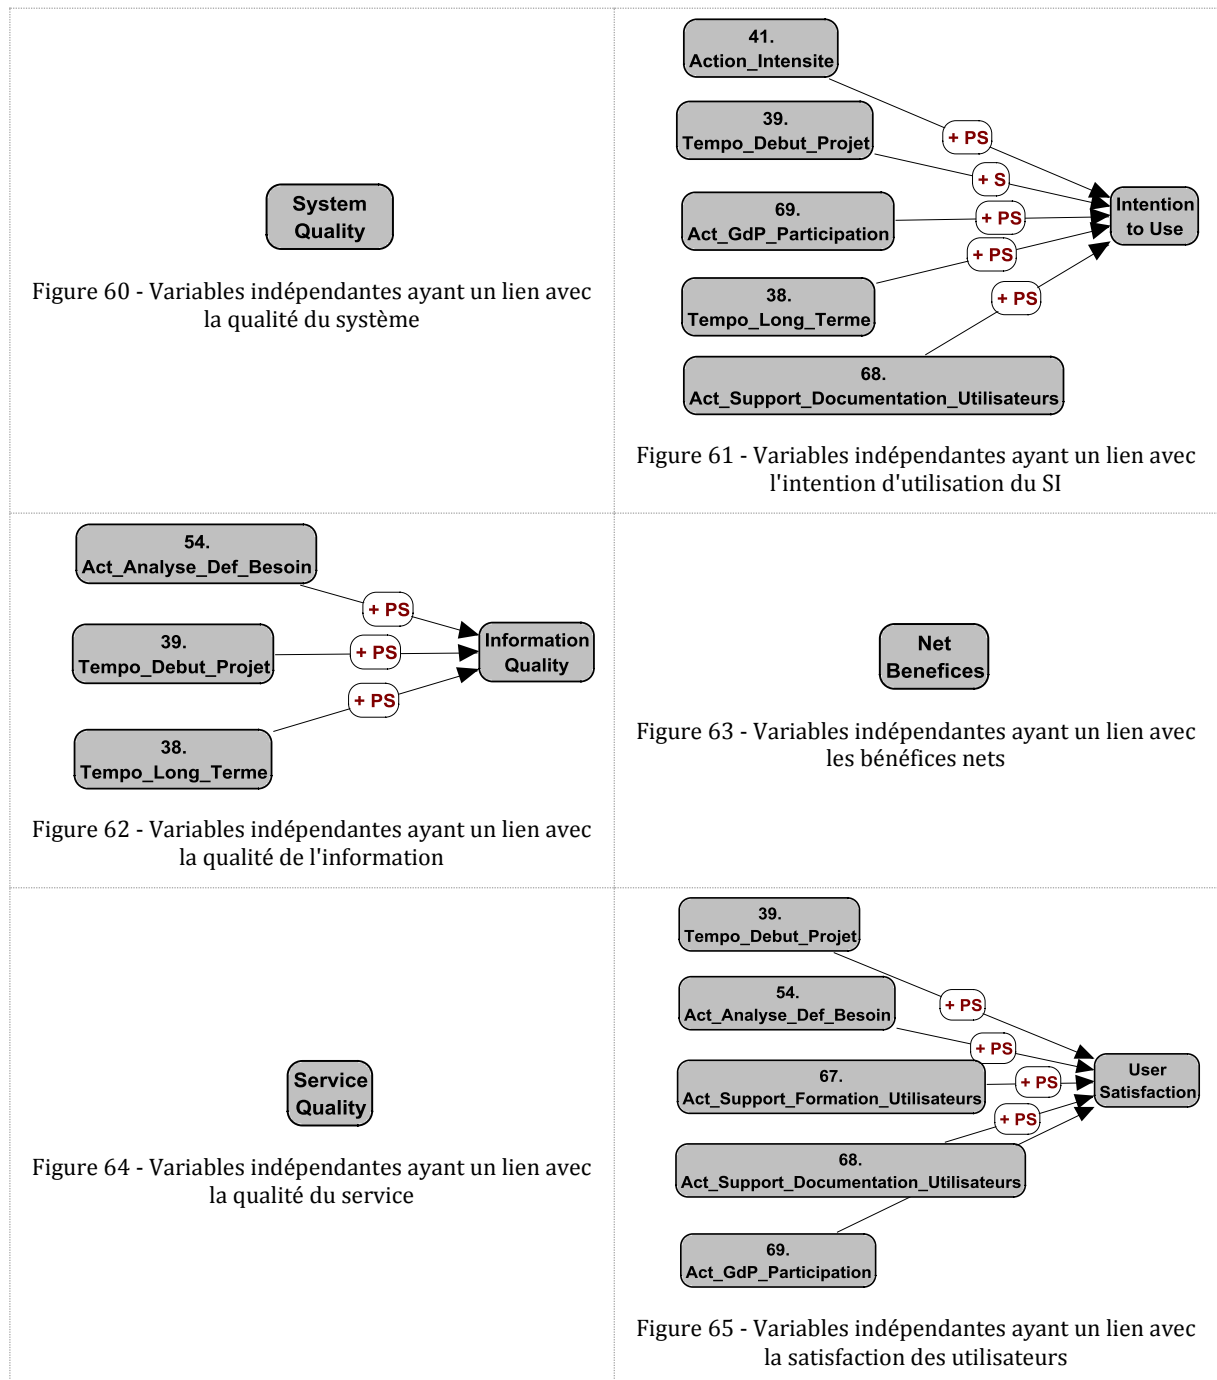 System
Quality
Figure 60 - Variables indépendantes ayant un lien avec
la qualité du système
41.
Action_Intensite
+ PS
39.
Tempo_Debut_Projet
+ S
69.
Act_GdP_Participation
+ PS
38.
Tempo_Long_Terme
+ PS
68.
Act_Support_Documentation_Utilisateurs
+ PS
Intention
to Use
Figure 61 - Variables indépendantes ayant un lien avec
l'intention d'utilisation du SI
54.
Act_Analyse_Def_Besoin
+ PS
39.
Tempo_Debut_Projet
+ PS
38.
Tempo_Long_Terme
+ PS
Information
Quality
Figure 62 - Variables indépendantes ayant un lien avec
la qualité de l'information
Net
Benefices
Figure 63 - Variables indépendantes ayant un lien avec
les bénéfices nets
Service
Quality
Figure 64 - Variables indépendantes ayant un lien avec
la qualité du service
39.
Tempo_Debut_Projet
+ PS
54.
Act_Analyse_Def_Besoin
+ PS
67.
Act_Support_Formation_Utilisateurs
+ PS
68.
Act_Support_Documentation_Utilisateurs
+ PS
69.
Act_GdP_Participation
User
Satisfaction
Figure 65 - Variables indépendantes ayant un lien avec
la satisfaction des utilisateurs